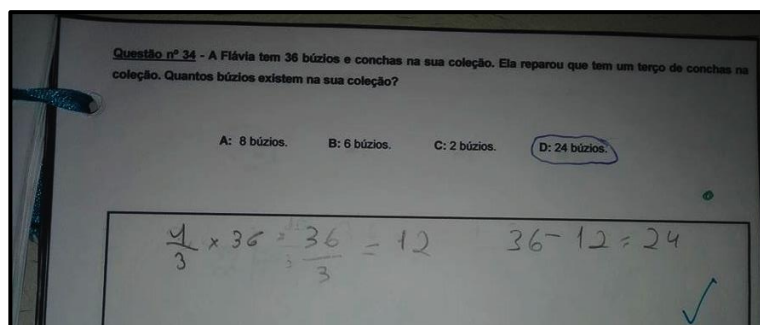 Questão nº 34 - A Flávia tem 36 búzios e conchas na sua coleção. Ela reparou que tem um terço de conchas na
coleção. Quantos búzios existem na sua coleção?
A: 8 búzios. B: 6 búzios. C: 2 búzios. D: 24 búzios.
1/3 × 36 = 36/3 = 12 36 - 12 = 24